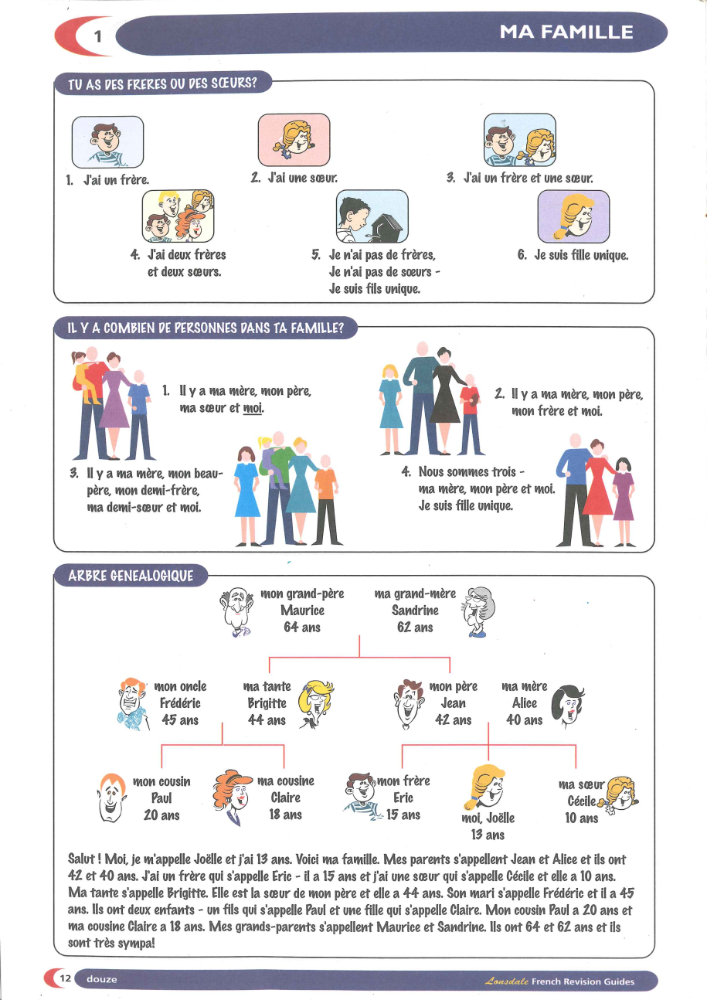 1
MA FAMILLE
TU AS DES FRERES OU DES SŒURS?
1. J'ai un frère.
2. J'ai une sœur.
3. J'ai un frère et une sœur.
4. J'ai deux frères
et deux sœurs.
5. Je n'ai pas de frères,
Je n'ai pas de sœurs -
Je suis fils unique.
6. Je suis fille unique.
IL Y A COMBIEN DE PERSONNES DANS TA FAMILLE?
1. Il y a ma mère, mon père,
ma sœur et moi.
2. Il y a ma mère, mon père,
mon frère et moi.
3. Il y a ma mère, mon beau-
père, mon demi-frère,
ma demi-sœur et moi.
4. Nous sommes trois -
ma mère, mon père et moi.
Je suis fille unique.
ARBRE GENEALOGIQUE
mon grand-père
Maurice
64 ans
ma grand-mère
Sandrine
62 ans
mon oncle
Frédéric
45 ans
ma tante
Brigitte
44 ans
mon père
Jean
42 ans
ma mère
Alice
40 ans
mon cousin
Paul
20 ans
ma cousine
Claire
18 ans
mon frère
Eric
15 ans
moi, Joëlle
13 ans
ma sœur
Cécile
10 ans
Salut ! Moi, je m'appelle Joëlle et j'ai 13 ans. Voici ma famille. Mes parents s'appellent Jean et Alice et ils ont
42 et 40 ans. J'ai un frère qui s'appelle Eric - il a 15 ans et j'ai une sœur qui s'appelle Cécile et elle a 10 ans.
Ma tante s'appelle Brigitte. Elle est la sœur de mon père et elle a 44 ans. Son mari s'appelle Frédéric et il a 45
ans. Ils ont deux enfants - un fils qui s'appelle Paul et une fille qui s'appelle Claire. Mon cousin Paul a 20 ans et
ma cousine Claire a 18 ans. Mes grands-parents s'appellent Maurice et Sandrine. Ils ont 64 et 62 ans et ils
sont très sympa!
12 douze
Lonsdale French Revision Guides